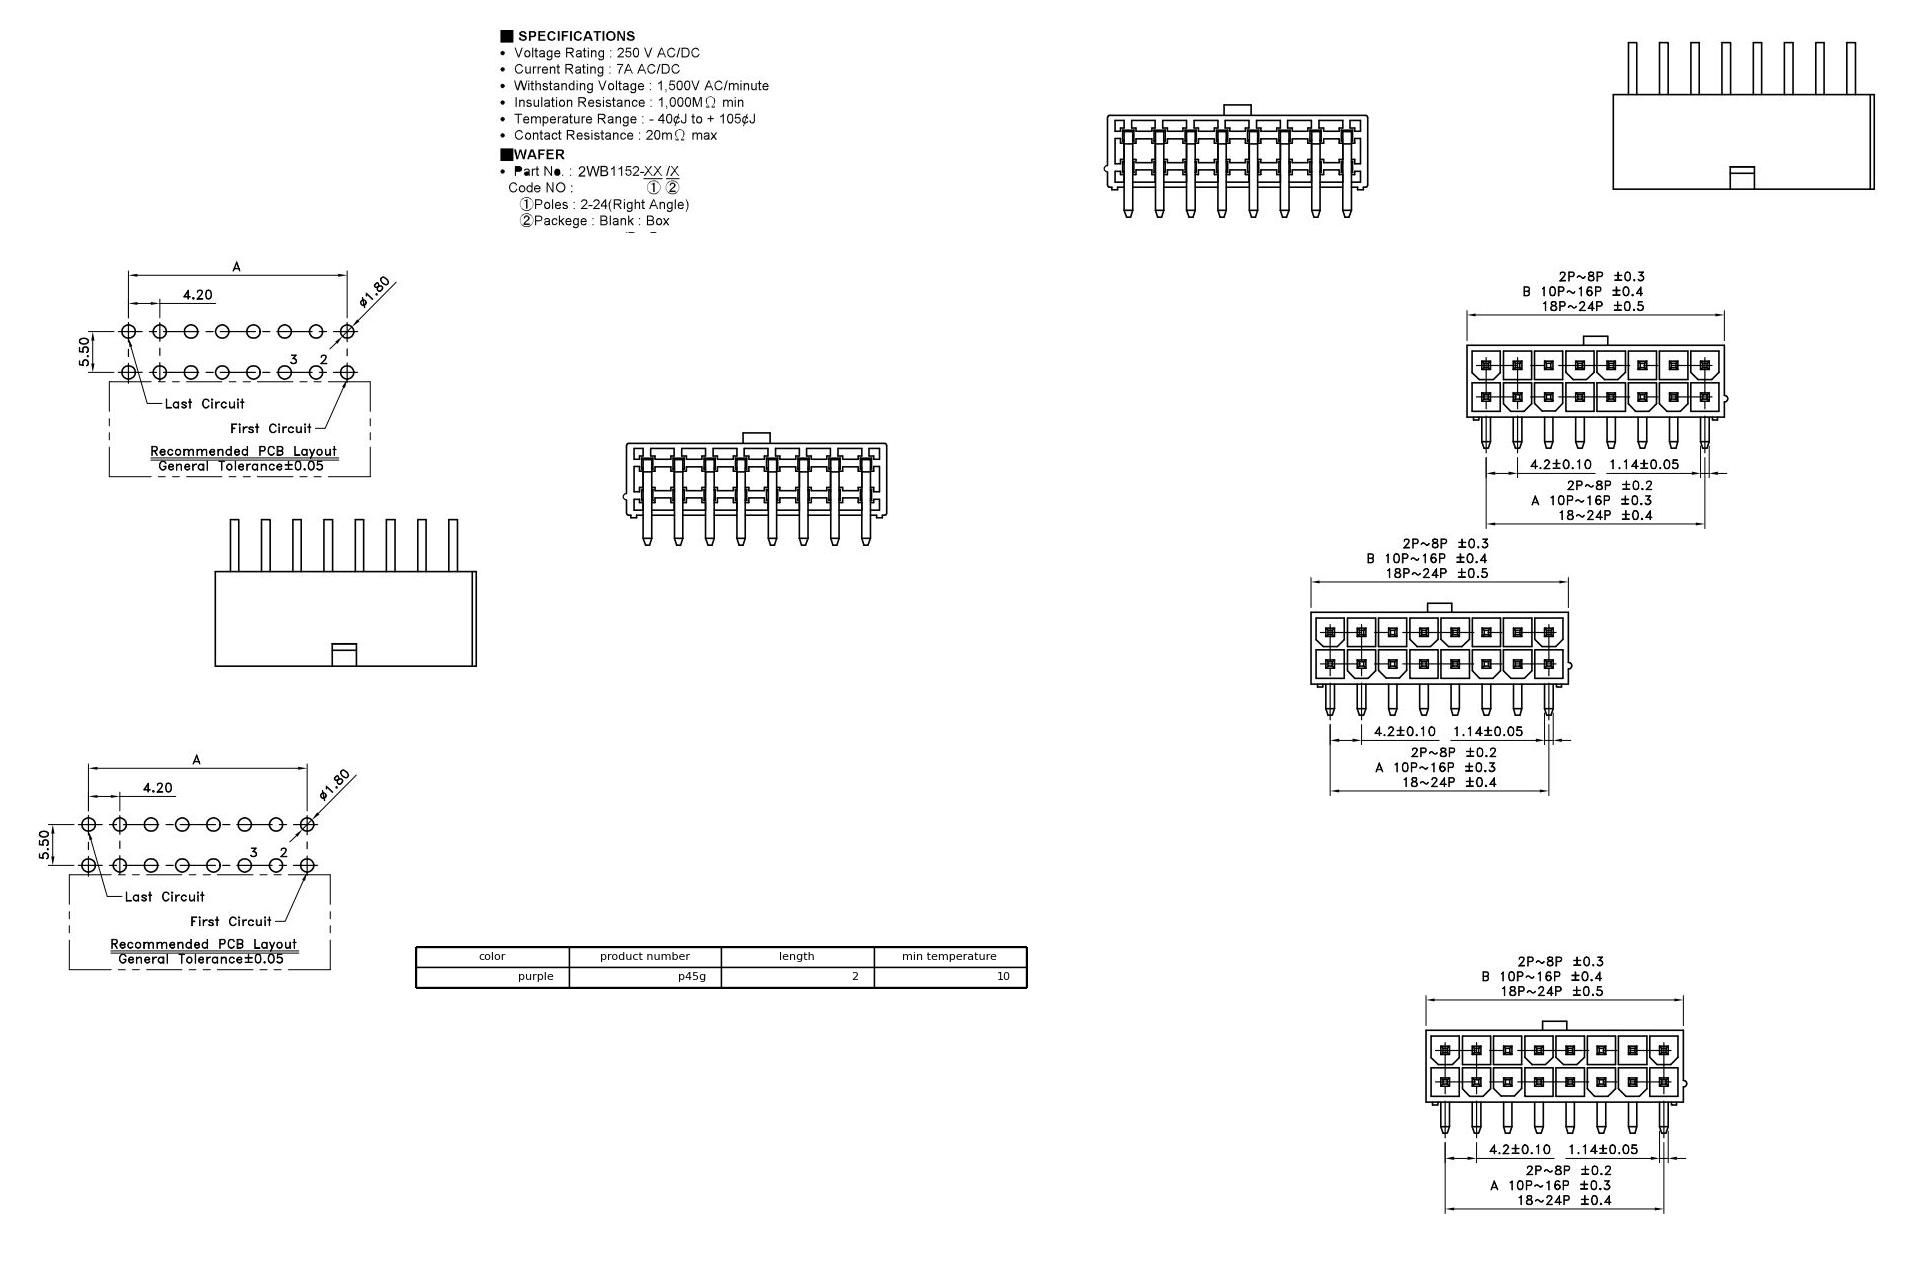 ■ SPECIFICATIONS
• Voltage Rating : 250 V AC/DC
• Current Rating : 7A AC/DC
• Withstanding Voltage : 1,500V AC/minute
• Insulation Resistance : 1,000MΩ min
• Temperature Range : - 40¢J to + 105¢J
• Contact Resistance : 20mΩ max
■WAFER
• Part No. : 2WB1152-XX /X
Code NO : ① ②
①Poles : 2-24(Right Angle)
②Packege : Blank : Box
A
4.20
ø1.80
5.50
3 2
Last Circuit
First Circuit
Recommended PCB Layout
General Tolerance±0.05
2P~8P ±0.3
B 10P~16P ±0.4
18P~24P ±0.5
4.2±0.10 1.14±0.05
2P~8P ±0.2
A 10P~16P ±0.3
18~24P ±0.4
2P~8P ±0.3
B 10P~16P ±0.4
18P~24P ±0.5
4.2±0.10 1.14±0.05
2P~8P ±0.2
A 10P~16P ±0.3
18~24P ±0.4
A
4.20
ø1.80
5.50
3 2
Last Circuit
First Circuit
Recommended PCB Layout
General Tolerance±0.05
color product number length min temperature
purple p45g 2 10
2P~8P ±0.3
B 10P~16P ±0.4
18P~24P ±0.5
4.2±0.10 1.14±0.05
2P~8P ±0.2
A 10P~16P ±0.3
18~24P ±0.4